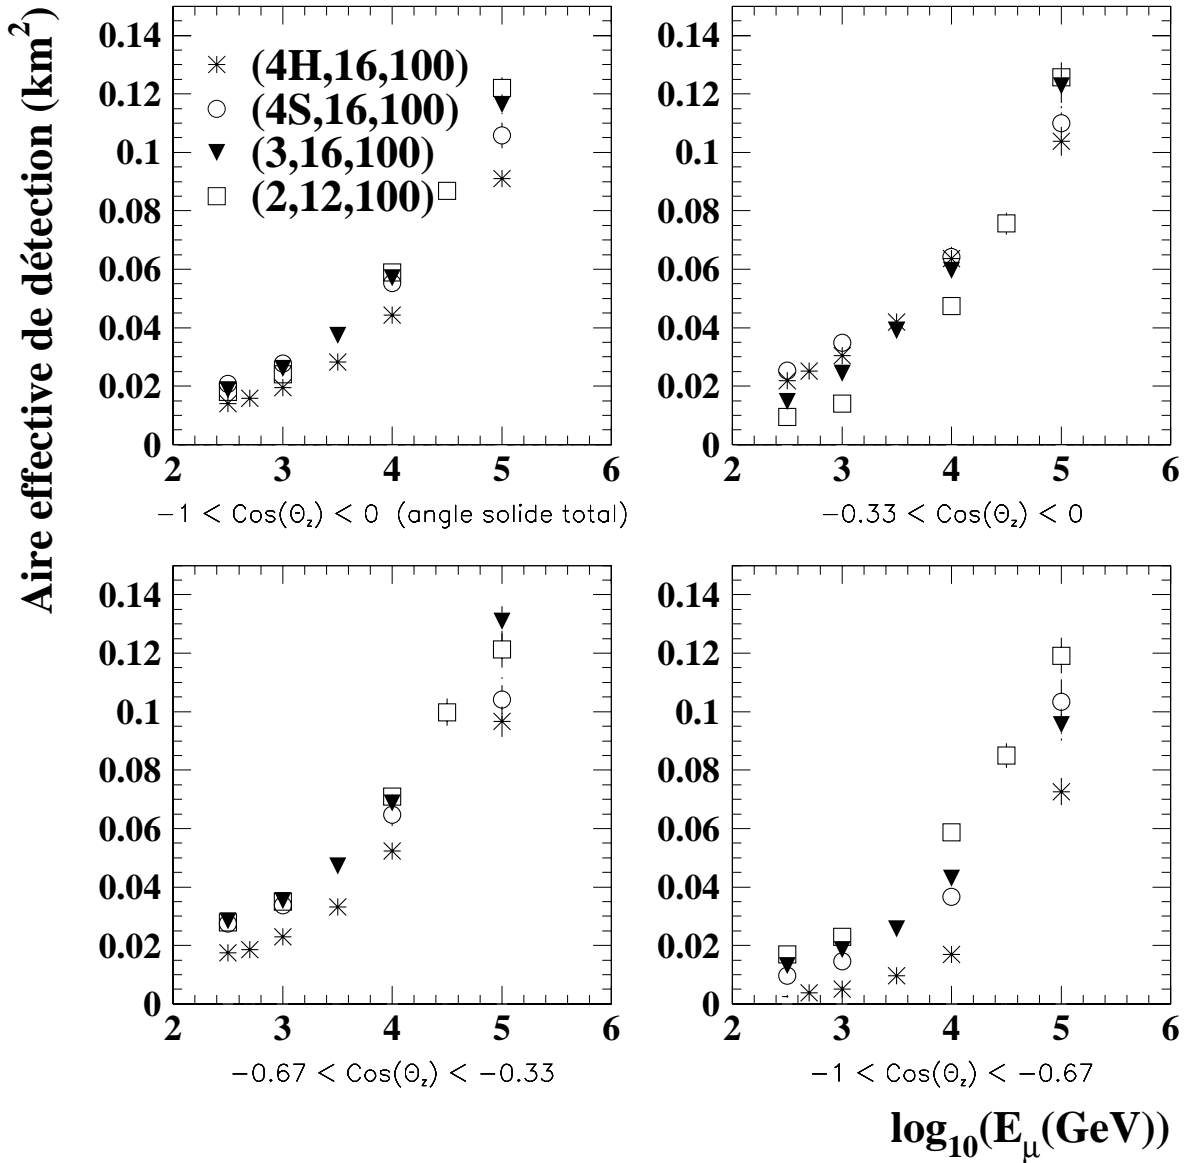 Aire effective de détection (km²)
0.14
0.12
0.1
0.08
0.06
0.04
0.02
0
(4H,16,100)
(4S,16,100)
(3,16,100)
(2,12,100)
2 3 4 5 6
−1 < Cos(Θz) < 0 (angle solide total)
0.14
0.12
0.1
0.08
0.06
0.04
0.02
0
2 3 4 5 6
−0.33 < Cos(Θz) < 0
0.14
0.12
0.1
0.08
0.06
0.04
0.02
0
2 3 4 5 6
−0.67 < Cos(Θz) < −0.33
0.14
0.12
0.1
0.08
0.06
0.04
0.02
0
2 3 4 5 6
−1 < Cos(Θz) < −0.67
log₁₀(Eμ(GeV))